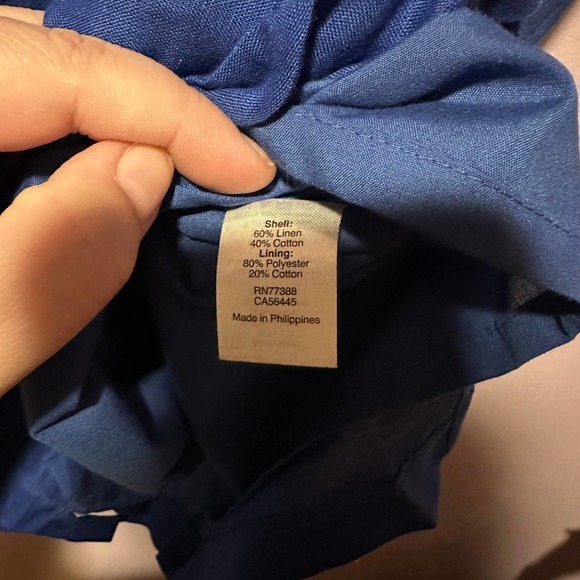 Shell:
60% Linen
40% Cotton
Lining:
80% Polyester
20% Cotton
RN77388
CA56445
Made in Philippines